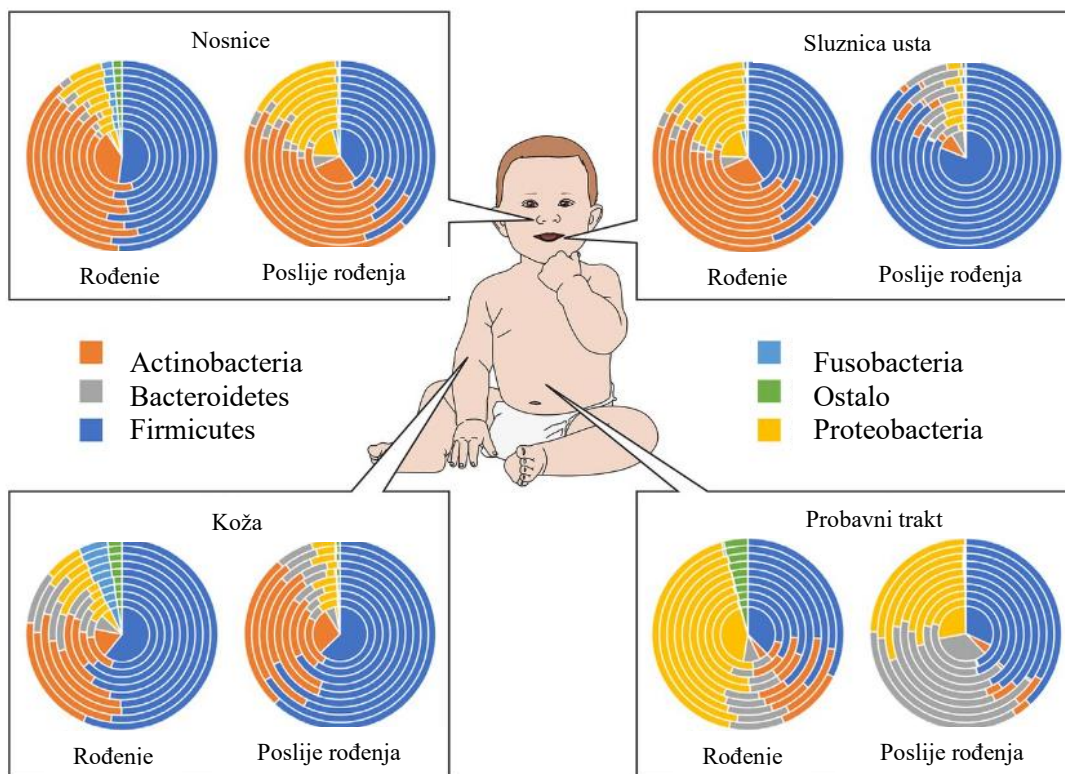 Nosnice
Rođenje
Poslije rođenja
Sluznica usta
Rođenje
Poslije rođenja
Actinobacteria
Bacteroidetes
Firmicutes
Fusobacteria
Ostalo
Proteobacteria
Koža
Rođenje
Poslije rođenja
Probavni trakt
Rođenje
Poslije rođenja